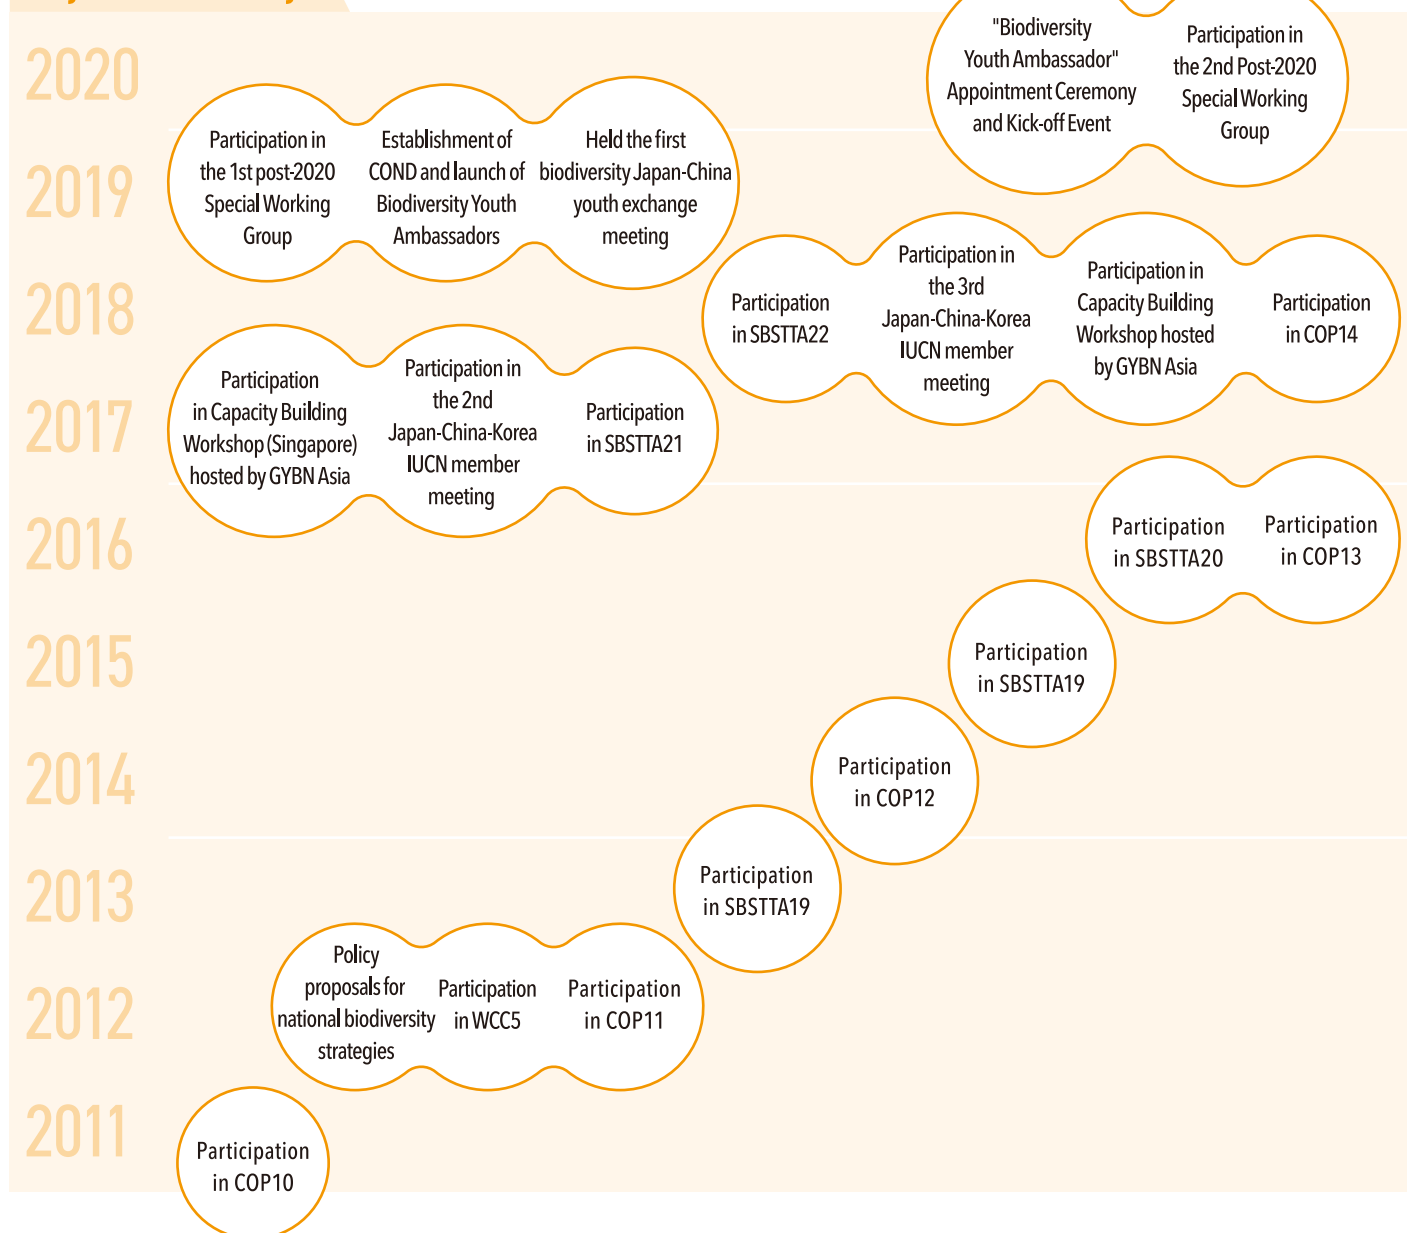 2020
"Biodiversity
Youth Ambassador"
Appointment Ceremony
and Kick-off Event
Participation in
the 2nd Post-2020
Special Working
Group
2019
Participation in
the 1st post-2020
Special Working
Group
Establishment of
COND and launch of
Biodiversity Youth
Ambassadors
Held the first
biodiversity Japan-China
youth exchange
meeting
2018
Participation
in SBSTTA22
Participation in
the 3rd
Japan-China-Korea
IUCN member
meeting
Participation in
Capacity Building
Workshop hosted
by GYBN Asia
Participation
in COP14
2017
Participation
in Capacity Building
Workshop (Singapore)
hosted by GYBN Asia
Participation in
the 2nd
Japan-China-Korea
IUCN member
meeting
Participation
in SBSTTA21
2016
Participation
in SBSTTA20
Participation
in COP13
2015
Participation
in SBSTTA19
2014
Participation
in COP12
2013
Participation
in SBSTTA19
2012
Policy
proposals for
national biodiversity
strategies
Participation
in WCC5
Participation
in COP11
2011
Participation
in COP10